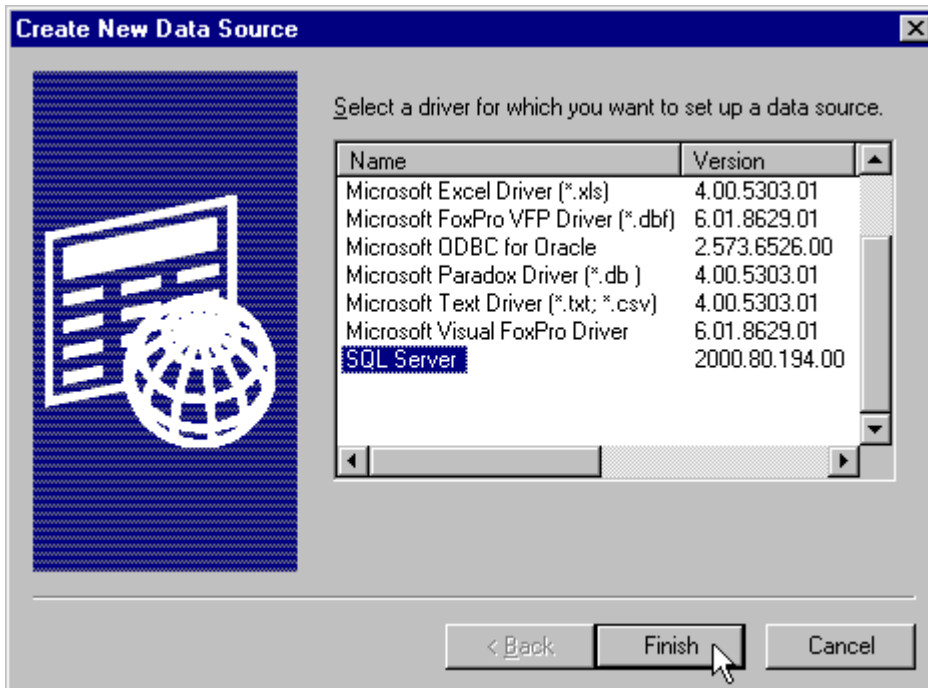 Create New Data Source
Select a driver for which you want to set up a data source.
Name Version
Microsoft Excel Driver (*.xls) 4.00.5303.01
Microsoft FoxPro VFP Driver (*.dbf) 6.01.8629.01
Microsoft ODBC for Oracle 2.573.6526.00
Microsoft Paradox Driver (*.db ) 4.00.5303.01
Microsoft Text Driver (*.txt; *.csv) 4.00.5303.01
Microsoft Visual FoxPro Driver 6.01.8629.01
SQL Server 2000.80.194.00
< Back Finish Cancel